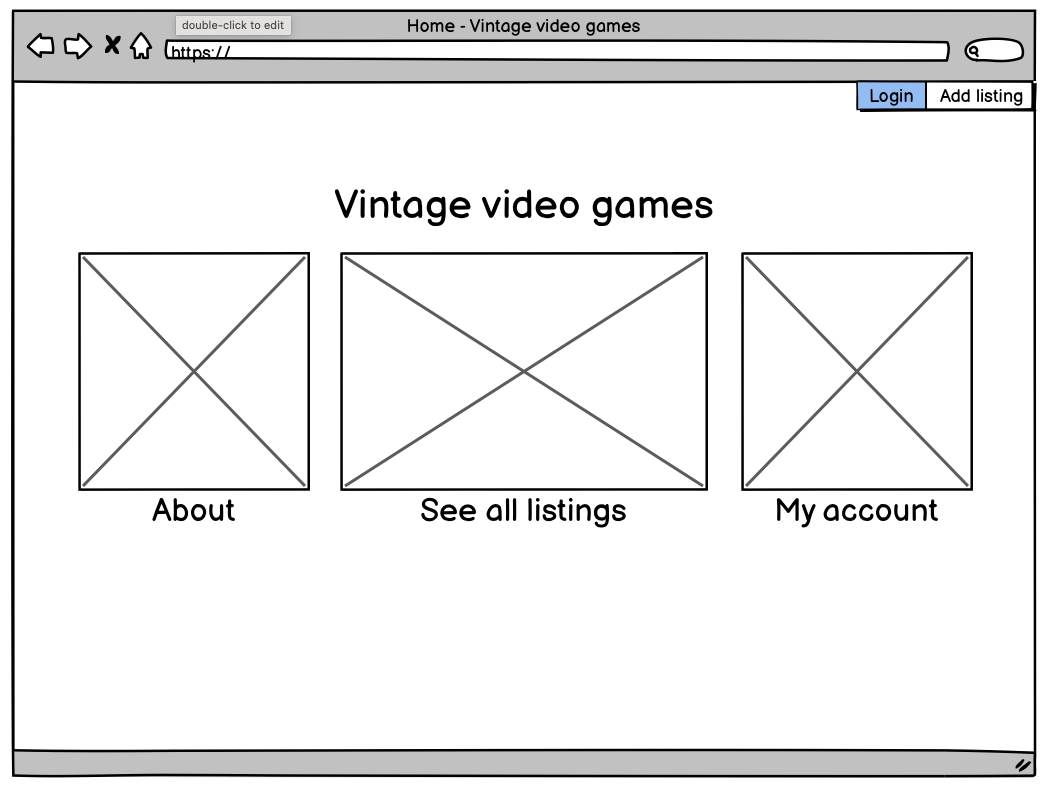 double-click to edit
Home - Vintage video games
https://
Login
Add listing
Vintage video games
About
See all listings
My account